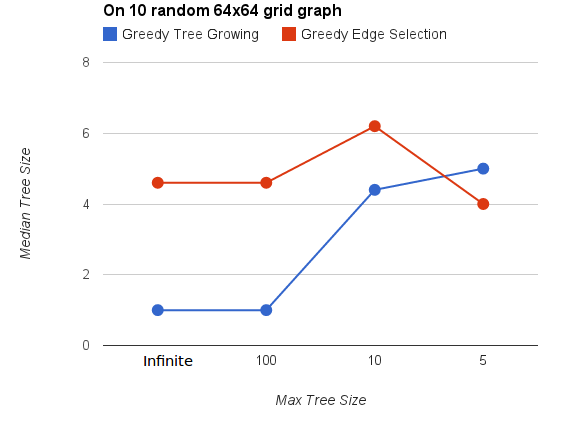 On 10 random 64x64 grid graph
Greedy Tree Growing Greedy Edge Selection
8
6
4
2
0
Median Tree Size
Infinite 100 10 5
Max Tree Size